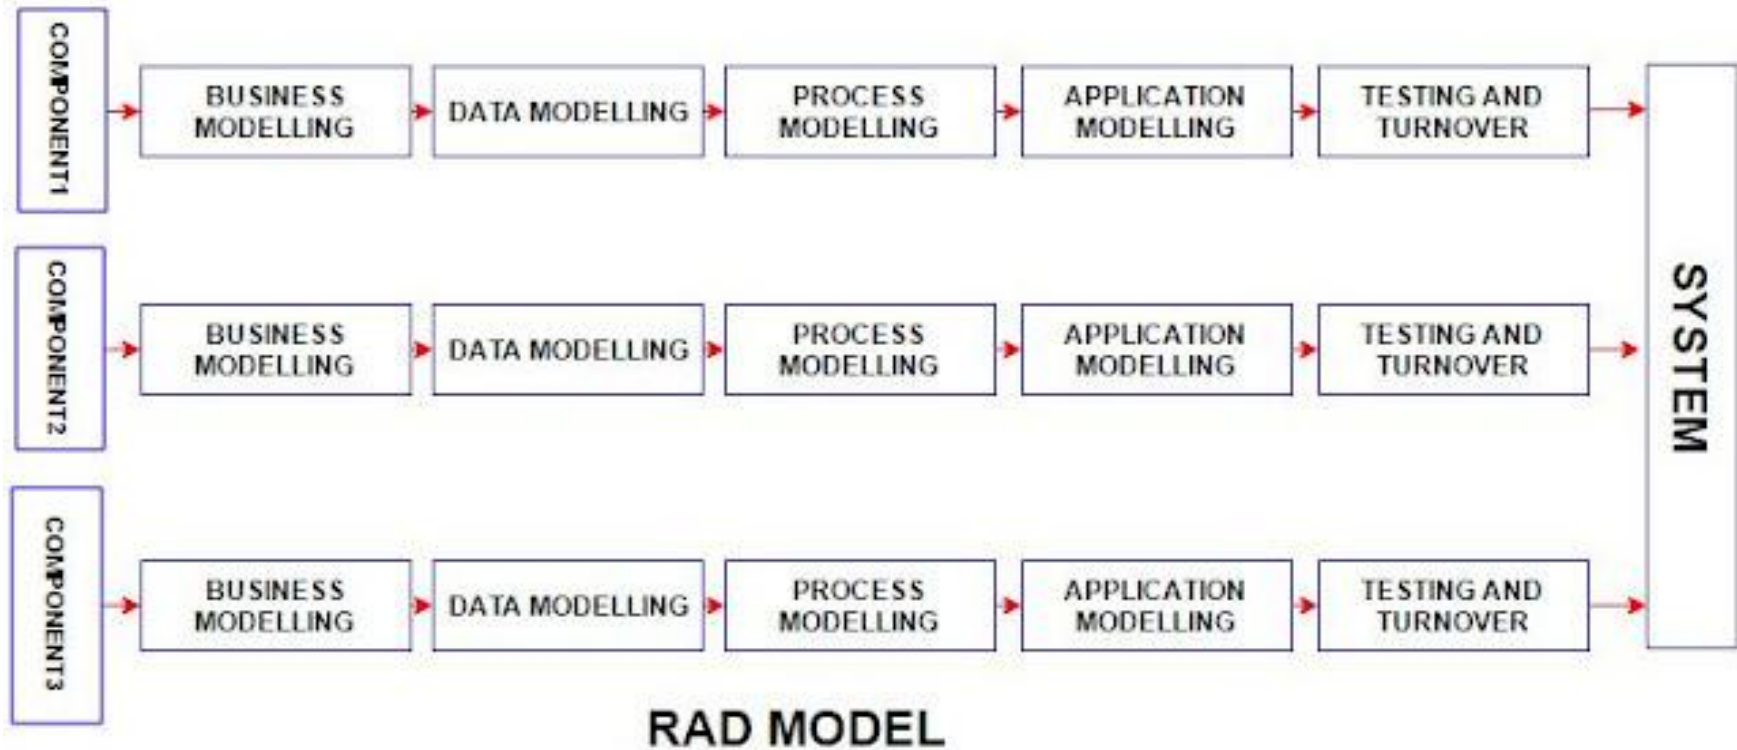 COMPONENT1
BUSINESS
MODELLING
DATA MODELLING
PROCESS
MODELLING
APPLICATION
MODELLING
TESTING AND
TURNOVER
COMPONENT2
BUSINESS
MODELLING
DATA MODELLING
PROCESS
MODELLING
APPLICATION
MODELLING
TESTING AND
TURNOVER
COMPONENT3
BUSINESS
MODELLING
DATA MODELLING
PROCESS
MODELLING
APPLICATION
MODELLING
TESTING AND
TURNOVER
SYSTEM
RAD MODEL